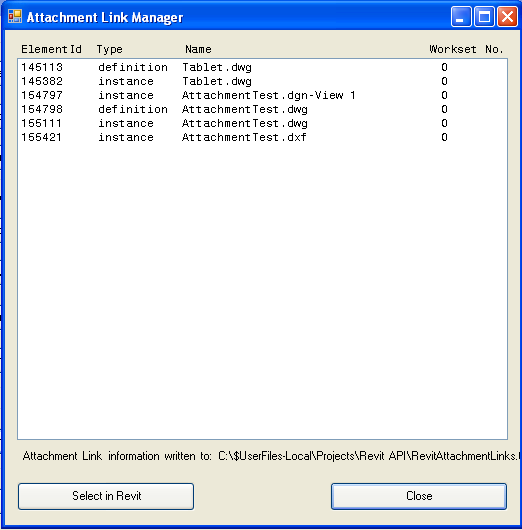 Attachment Link Manager
ElementId Type Name Workset No.
145113 definition Tablet.dwg 0
145382 instance Tablet.dwg 0
154797 instance AttachmentTest.dgn-View 1 0
154798 definition AttachmentTest.dwg 0
155111 instance AttachmentTest.dwg 0
155421 instance AttachmentTest.dxf 0
Attachment Link information written to: C:\$UserFiles-Local\Projects\Revit API\RevitAttachmentLinks.
Select in Revit Close